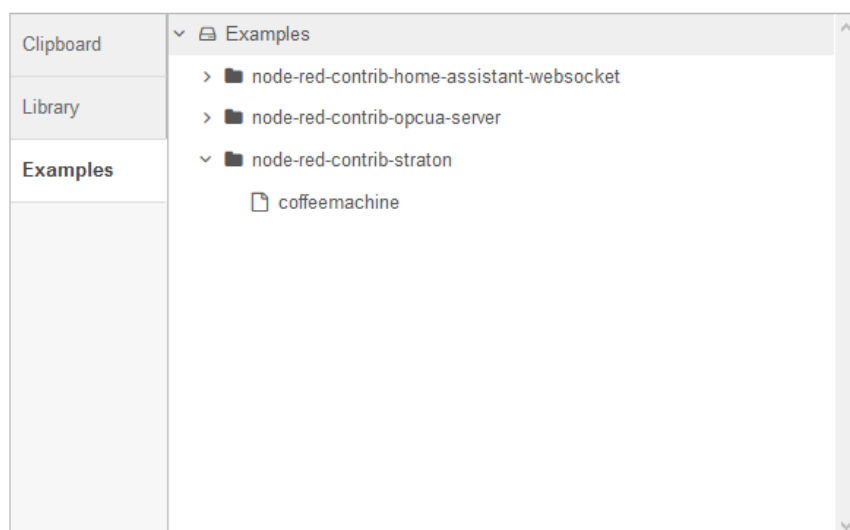 Clipboard
Library
Examples
Examples
node-red-contrib-home-assistant-websocket
node-red-contrib-opcua-server
node-red-contrib-straton
coffeemachine